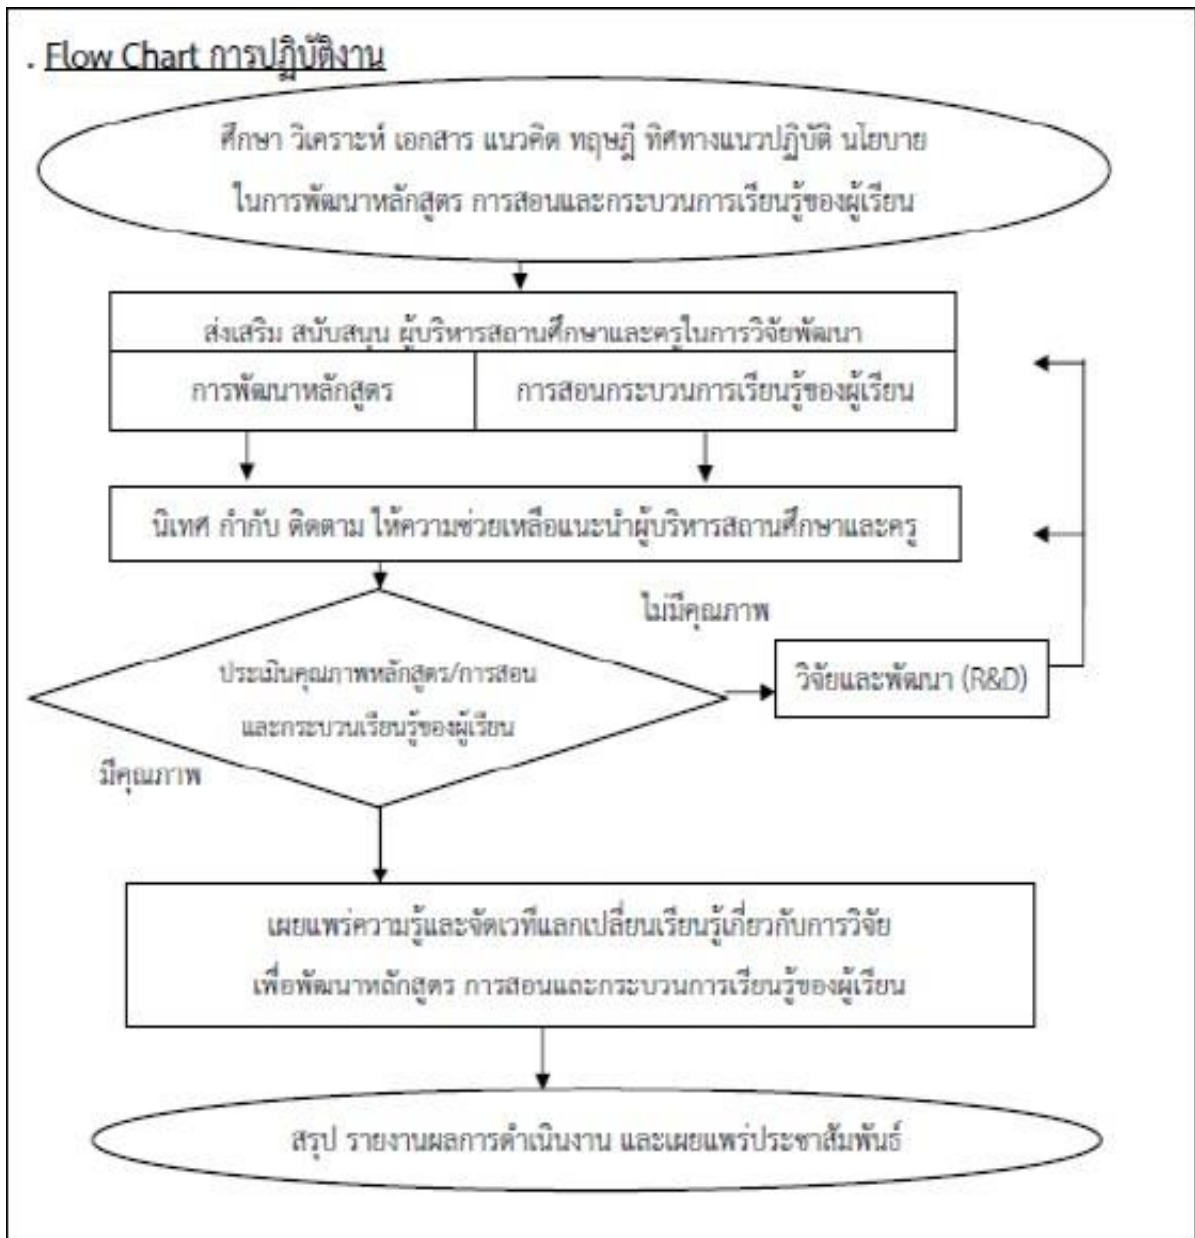 . Flow Chart การปฏิบัติงาน
ศึกษา วิเคราะห์ เอกสาร แนวคิด ทฤษฎี ทิศทางแนวปฏิบัติ นโยบาย
ในการพัฒนาหลักสูตร การสอนและกระบวนการเรียนรู้ของผู้เรียน
ส่งเสริม สนับสนุน ผู้บริหารสถานศึกษาและครูในการวิจัยพัฒนา
การพัฒนาหลักสูตร
การสอนกระบวนการเรียนรู้ของผู้เรียน
นิเทศ กำกับ ติดตาม ให้ความช่วยเหลือแนะนำผู้บริหารสถานศึกษาและครู
ไม่มีคุณภาพ
ประเมินคุณภาพหลักสูตร/การสอน
และกระบวนเรียนรู้ของผู้เรียน
วิจัยและพัฒนา (R&D)
มีคุณภาพ
เผยแพร่ความรู้และจัดเวทีแลกเปลี่ยนเรียนรู้เกี่ยวกับการวิจัย
เพื่อพัฒนาหลักสูตร การสอนและกระบวนการเรียนรู้ของผู้เรียน
สรุป รายงานผลการดำเนินงาน และเผยแพร่ประชาสัมพันธ์